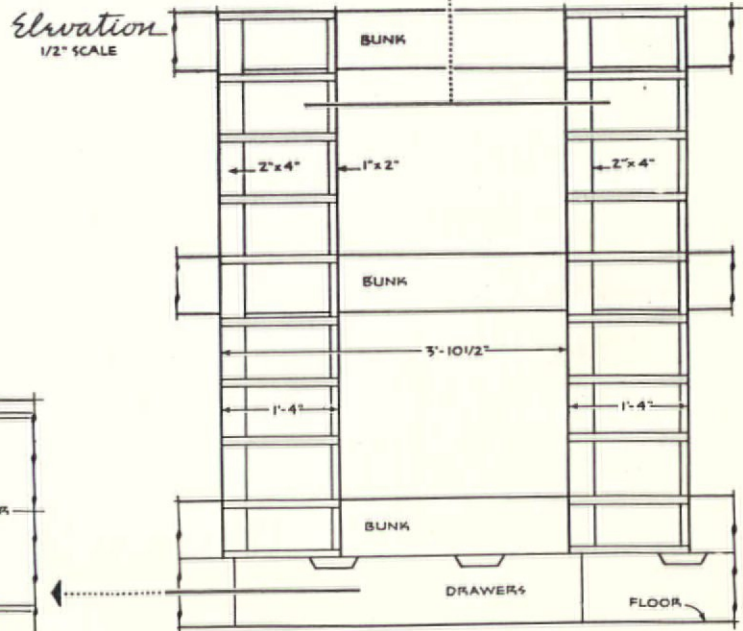 Elevation
1/2" SCALE
BUNK
2"x4"
1"x2"
2"x4"
BUNK
3'-10 1/2"
1'-4"
1'-4"
BUNK
DRAWERS
FLOOR